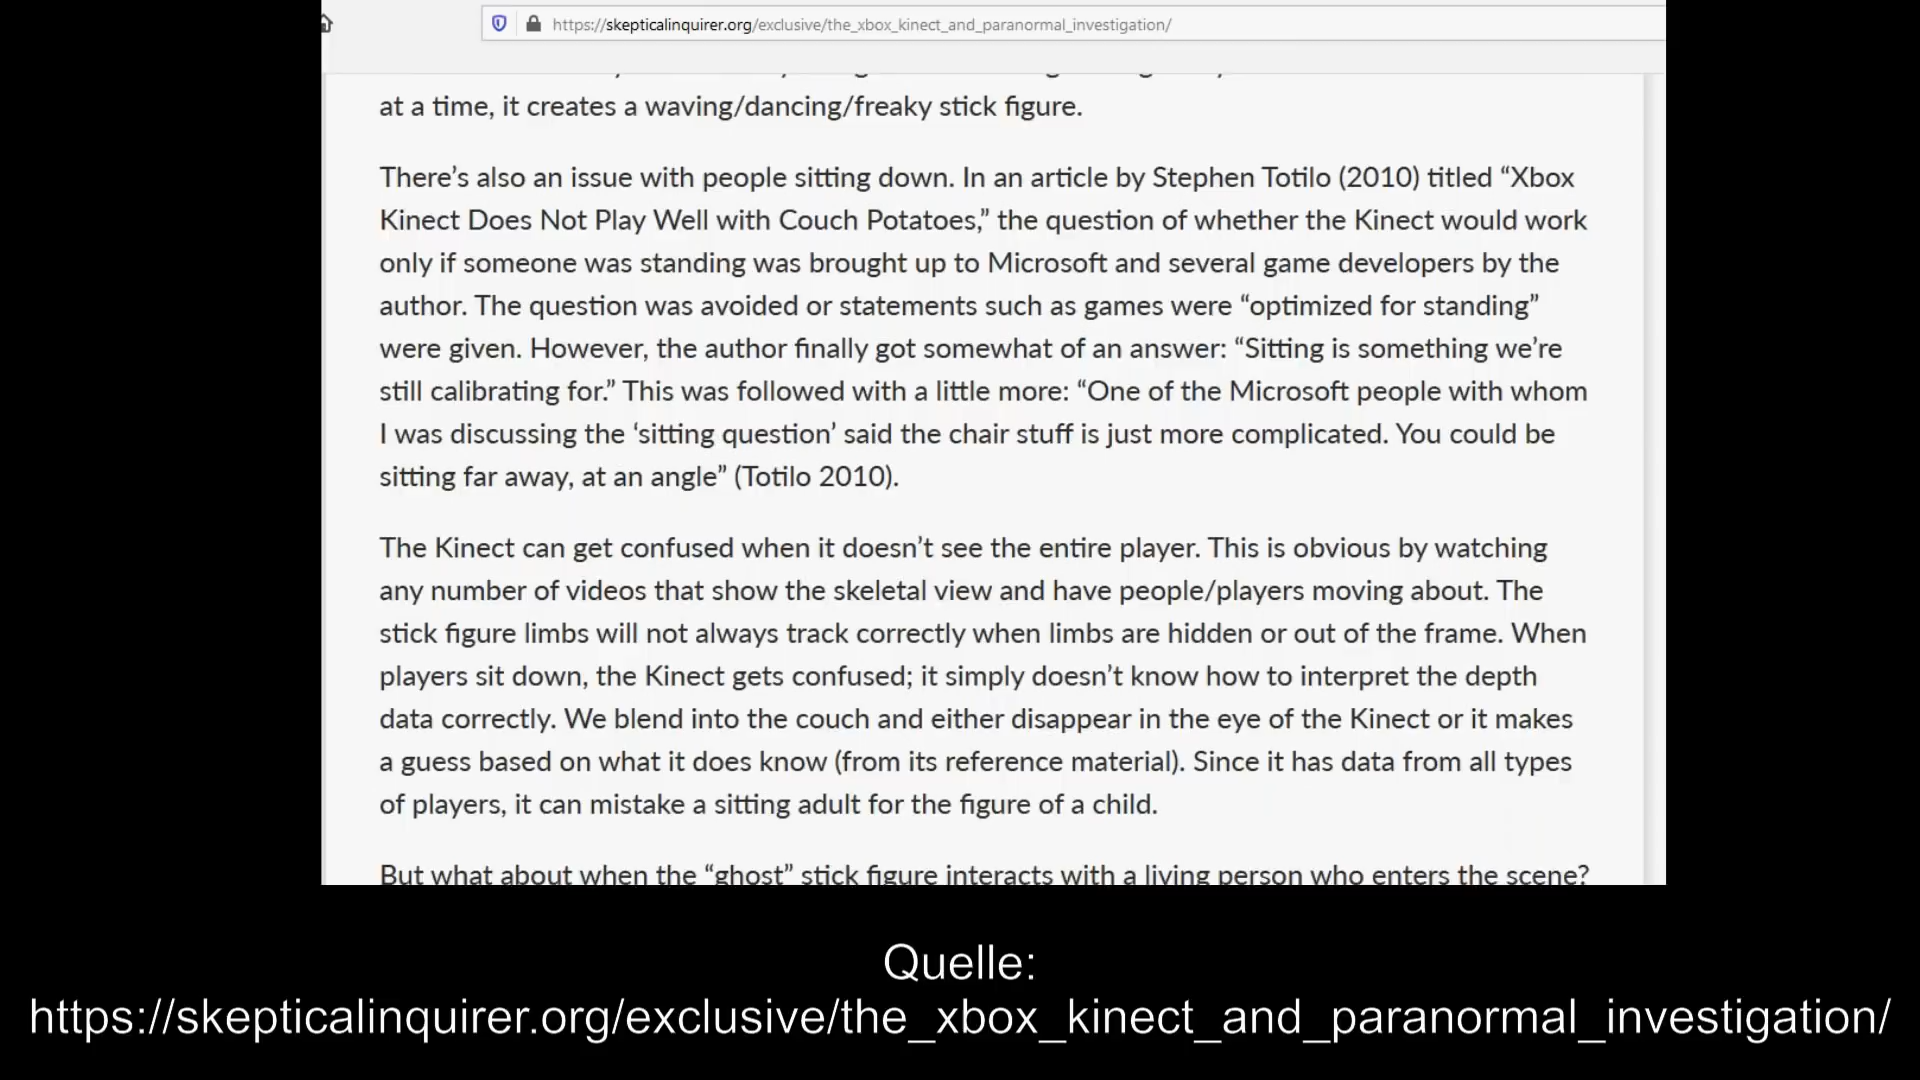 https://skepticalinquirer.org/exclusive/the_xbox_kinect_and_paranormal_investigation/
at a time, it creates a waving/dancing/freaky stick figure.
There’s also an issue with people sitting down. In an article by Stephen Totilo (2010) titled “Xbox
Kinect Does Not Play Well with Couch Potatoes,” the question of whether the Kinect would work
only if someone was standing was brought up to Microsoft and several game developers by the
author. The question was avoided or statements such as games were “optimized for standing”
were given. However, the author finally got somewhat of an answer: “Sitting is something we’re
still calibrating for.” This was followed with a little more: “One of the Microsoft people with whom
I was discussing the ‘sitting question’ said the chair stuff is just more complicated. You could be
sitting far away, at an angle” (Totilo 2010).
The Kinect can get confused when it doesn’t see the entire player. This is obvious by watching
any number of videos that show the skeletal view and have people/players moving about. The
stick figure limbs will not always track correctly when limbs are hidden or out of the frame. When
players sit down, the Kinect gets confused; it simply doesn’t know how to interpret the depth
data correctly. We blend into the couch and either disappear in the eye of the Kinect or it makes
a guess based on what it does know (from its reference material). Since it has data from all types
of players, it can mistake a sitting adult for the figure of a child.
But what about when the “ghost” stick figure interacts with a living person who enters the scene?
Quelle:
https://skepticalinquirer.org/exclusive/the_xbox_kinect_and_paranormal_investigation/